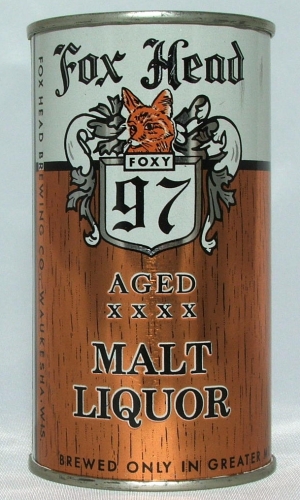 Fox Head
FOXY
97
AGED
XXXX
MALT
LIQUOR
BREWED ONLY IN GREATER
FOX HEAD BREWING CO., WAUKESHA, WIS.